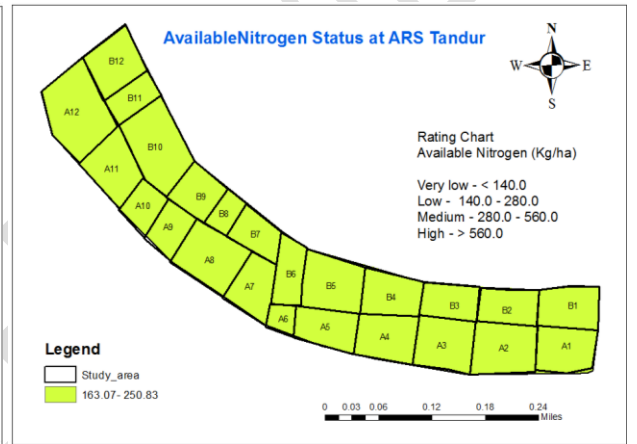 AvailableNitrogen Status at ARS Tandur
N
W E
S
Rating Chart
Available Nitrogen (Kg/ha)
Very low - < 140.0
Low - 140.0 - 280.0
Medium - 280.0 - 560.0
High - > 560.0
B12
B11
A12
B10
A11
B9
A10
B8
A9
B7
A8
B6
A7
B5
B4
B3
B2
B1
A6
A5
A4
A3
A2
A1
Legend
Study_area
163.07- 250.83
0 0.03 0.06 0.12 0.18 0.24
Miles